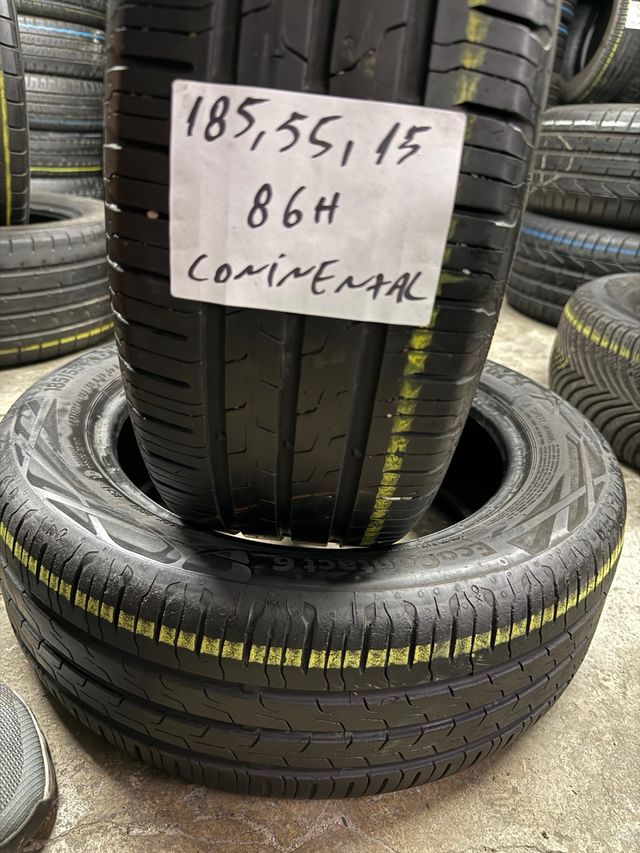 185,55,15
86H
CONINENTAL
EcoContact 6